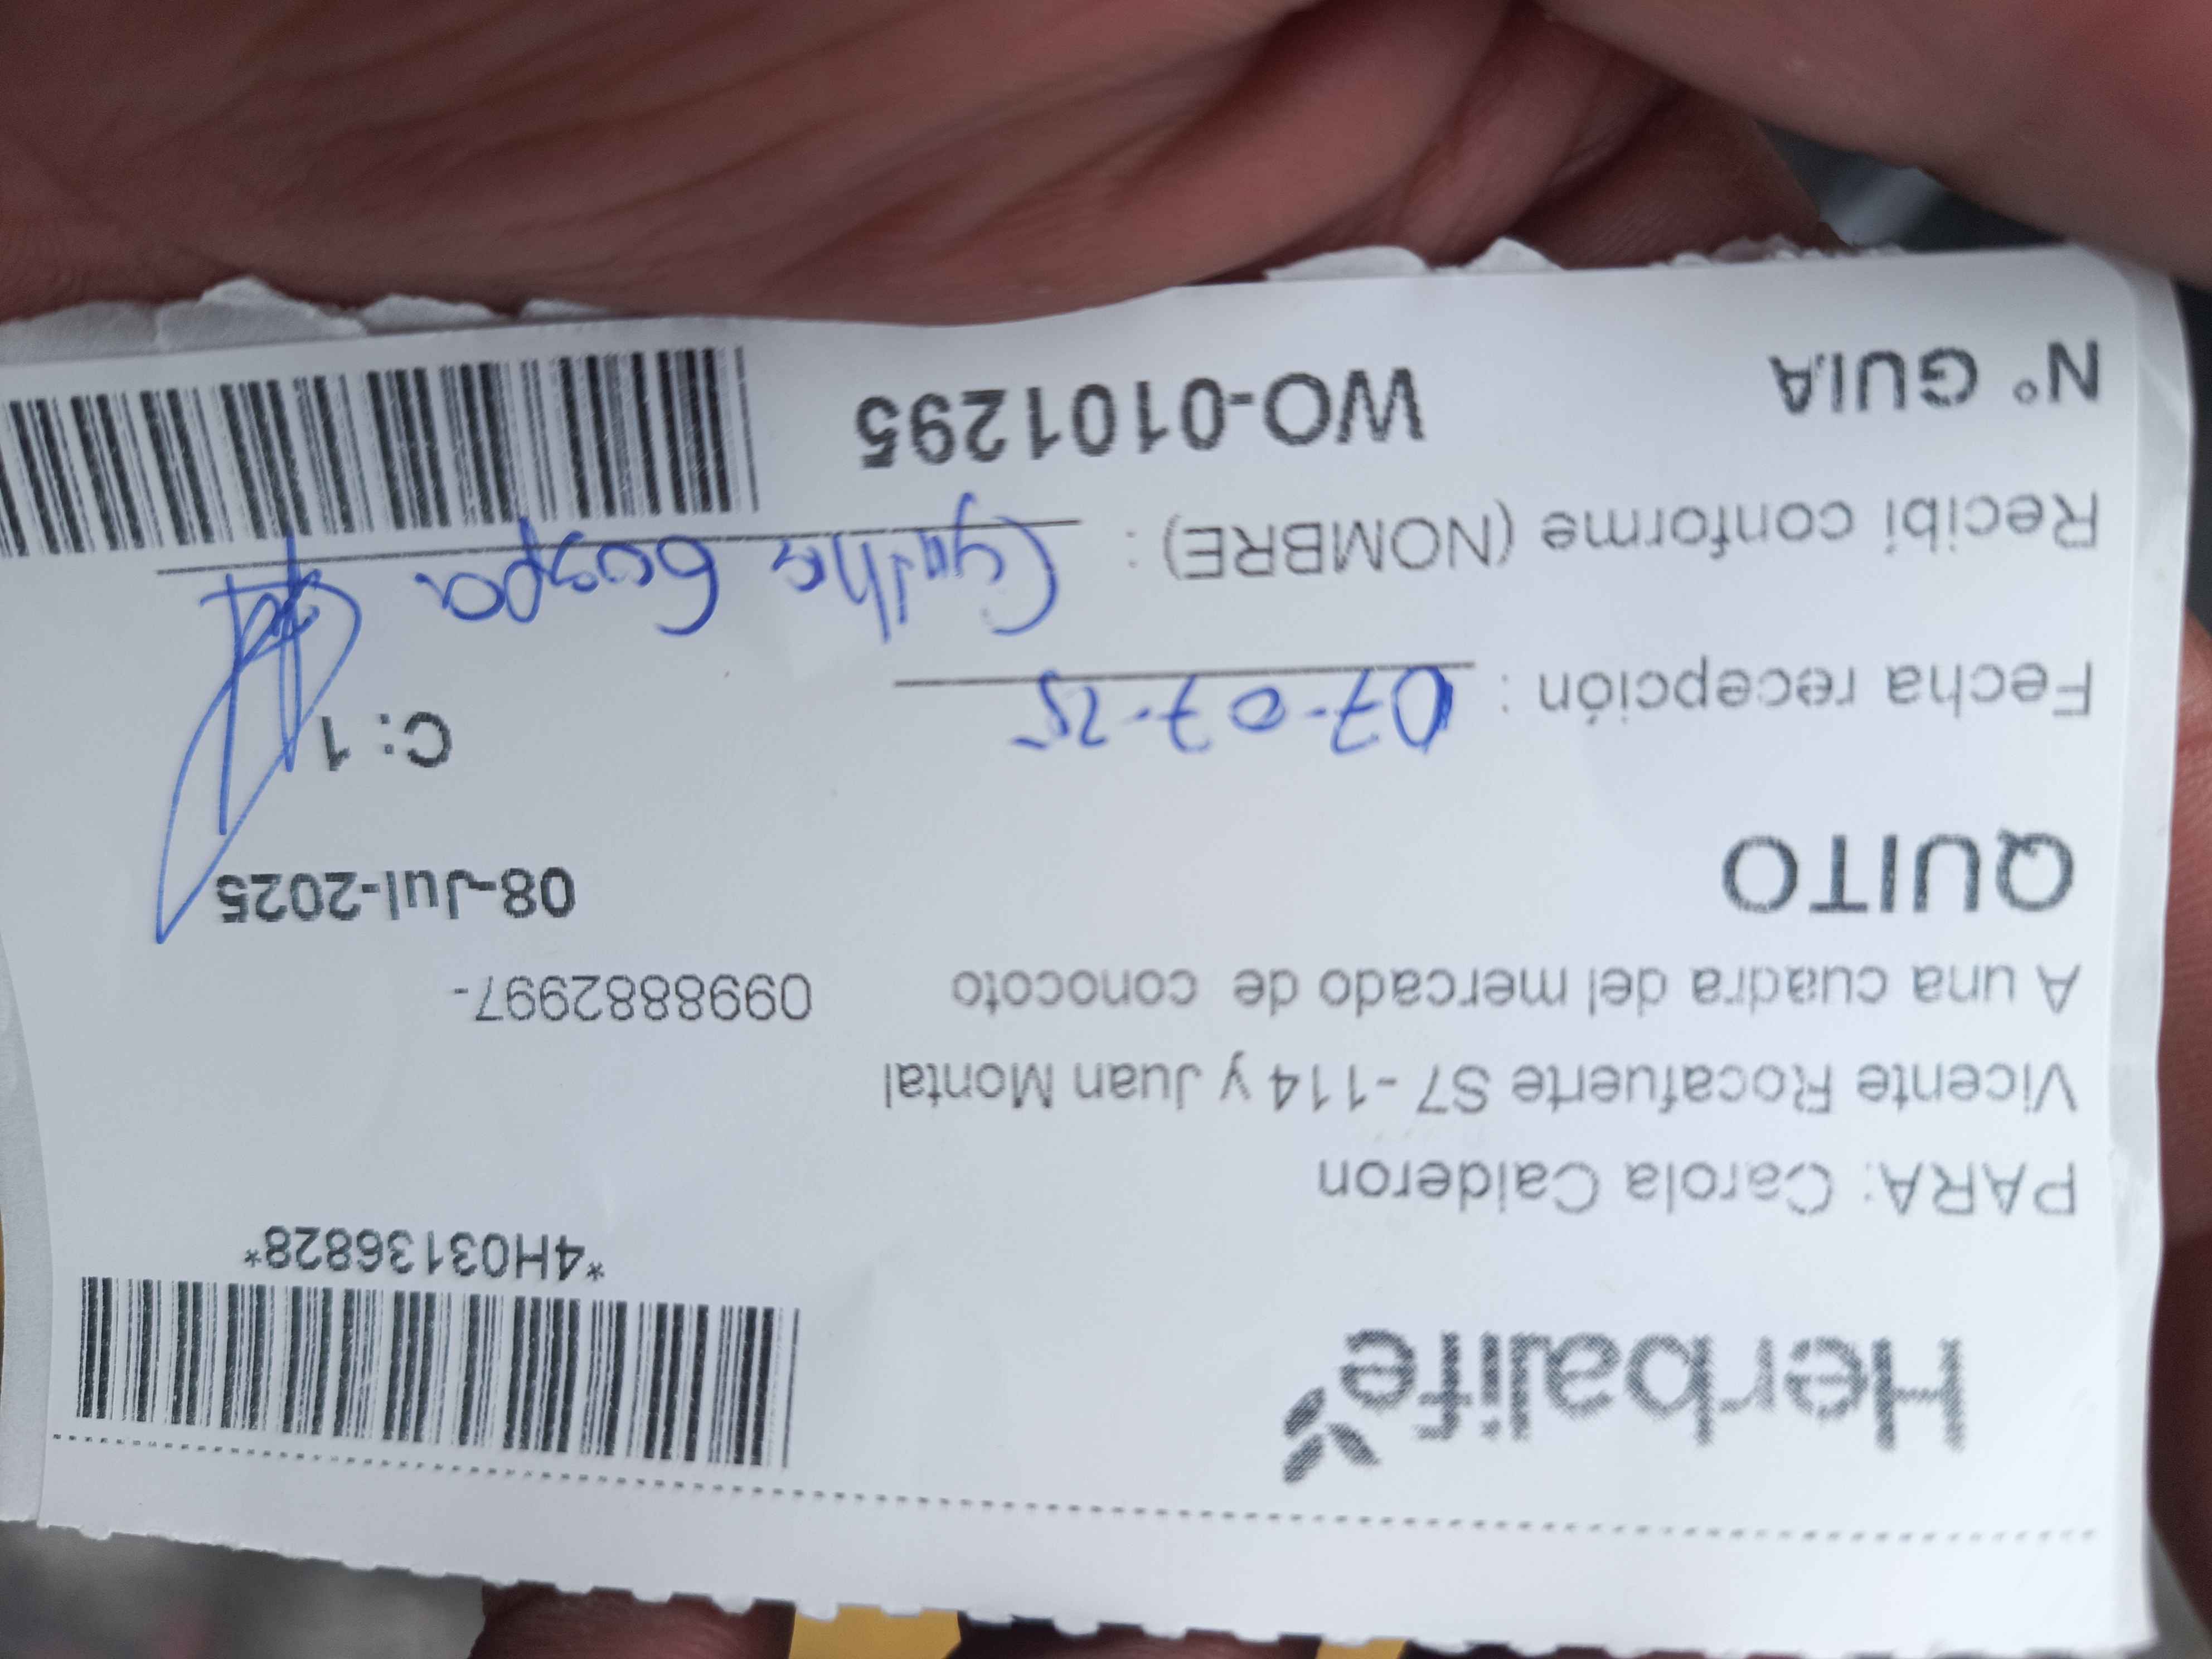 Herbalife
*4H03136828*
PARA: Carola Calderon
Vicente Rocafuerte S7 -114 y Juan Montal
A una cuadra del mercado de conocoto 0998882997-
QUITO 08-Jul-2025
C: 1
Fecha recepción : 07-07-25
Recibí conforme (NOMBRE) : Cynthia
N° GUIA WO-0101295